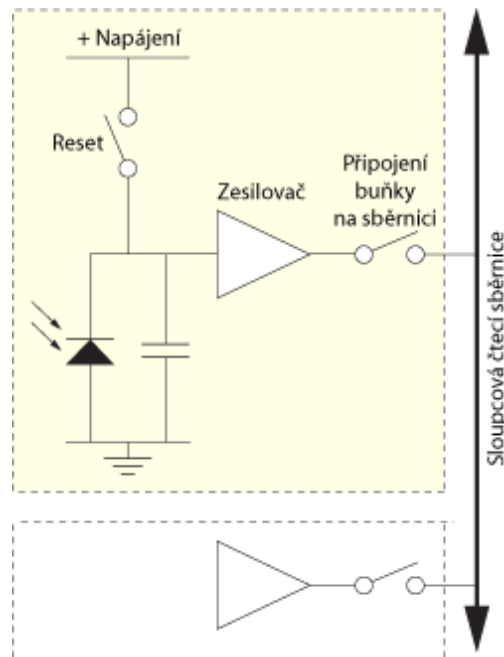 + Napájení
Reset
Zesilovač
Připojení
buňky
na sběrnici
Sloupcová čtecí sběrnice